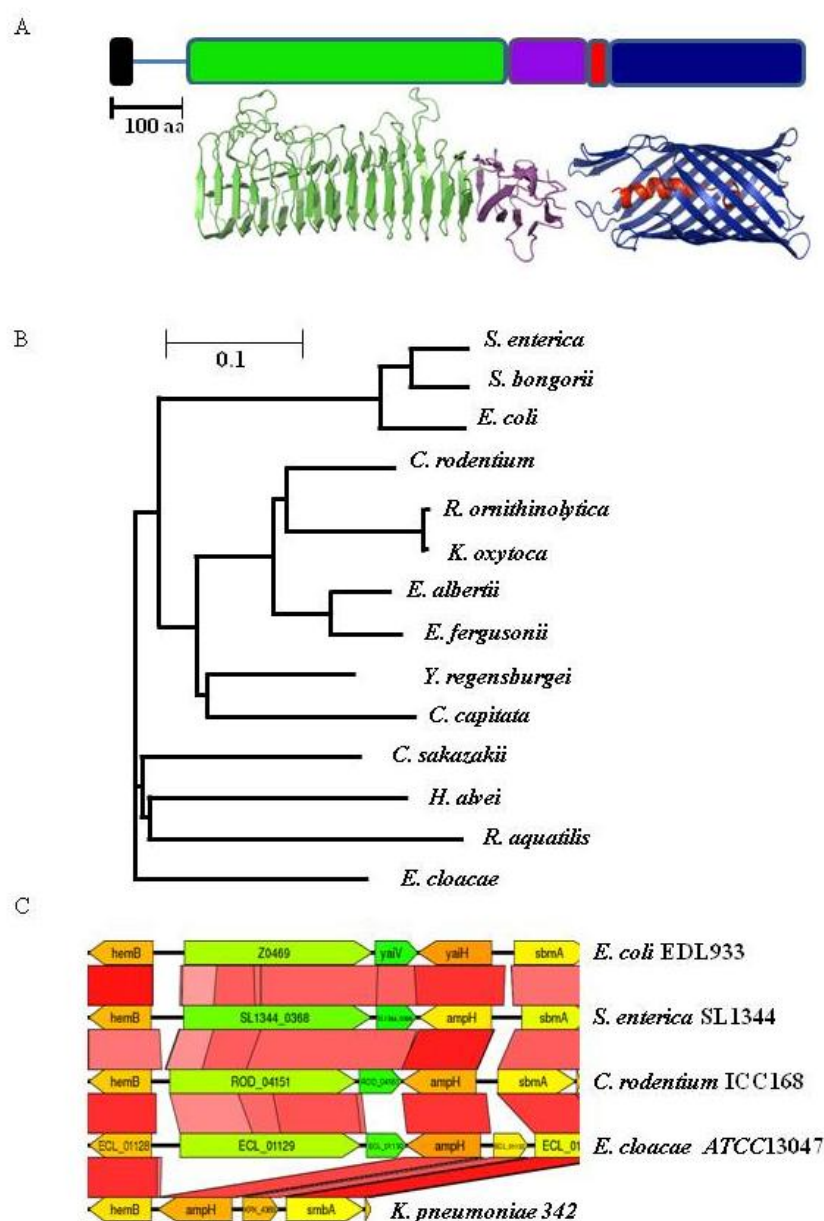 A
100 aa
B
0.1
S. enterica
S. bongorii
E. coli
C. rodentium
R. ornithinolytica
K. oxytoca
E. albertii
E. fergusonii
Y. regensburgei
C. capitata
C. sakazakii
H. alvei
R. aquatilis
E. cloacae
C
hemB Z0469 yaiV yaiH sbmA E. coli EDL933
hemB SL1344_0368 ampH sbmA S. enterica SL1344
hemB ROD_04151 ampH sbmA C. rodentium ICC168
ECL_01128 ECL_01129 ampH ECL_01 E. cloacae ATCC13047
hemB ampH smbA K. pneumoniae 342